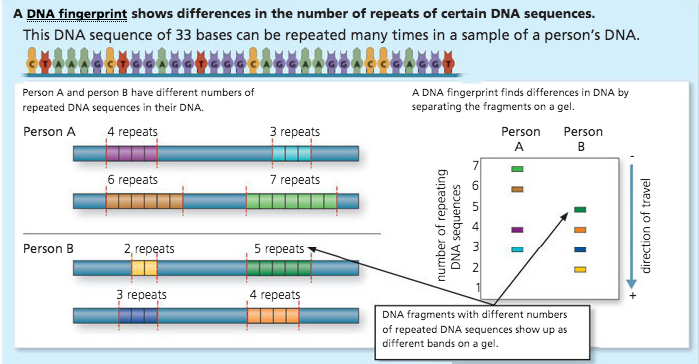 A DNA fingerprint shows differences in the number of repeats of certain DNA sequences.
This DNA sequence of 33 bases can be repeated many times in a sample of a person's DNA.
C T A A A G C T G G A G G T G G G C A G G A A G G A C C G A G G T
Person A and person B have different numbers of
repeated DNA sequences in their DNA.
Person A
4 repeats
3 repeats
6 repeats
7 repeats
Person B
2 repeats
5 repeats
3 repeats
4 repeats
A DNA fingerprint finds differences in DNA by
separating the fragments on a gel.
Person
A
Person
B
number of repeating
DNA sequences
7
6
5
4
3
2
1
-
direction of travel
+
DNA fragments with different numbers
of repeated DNA sequences show up as
different bands on a gel.